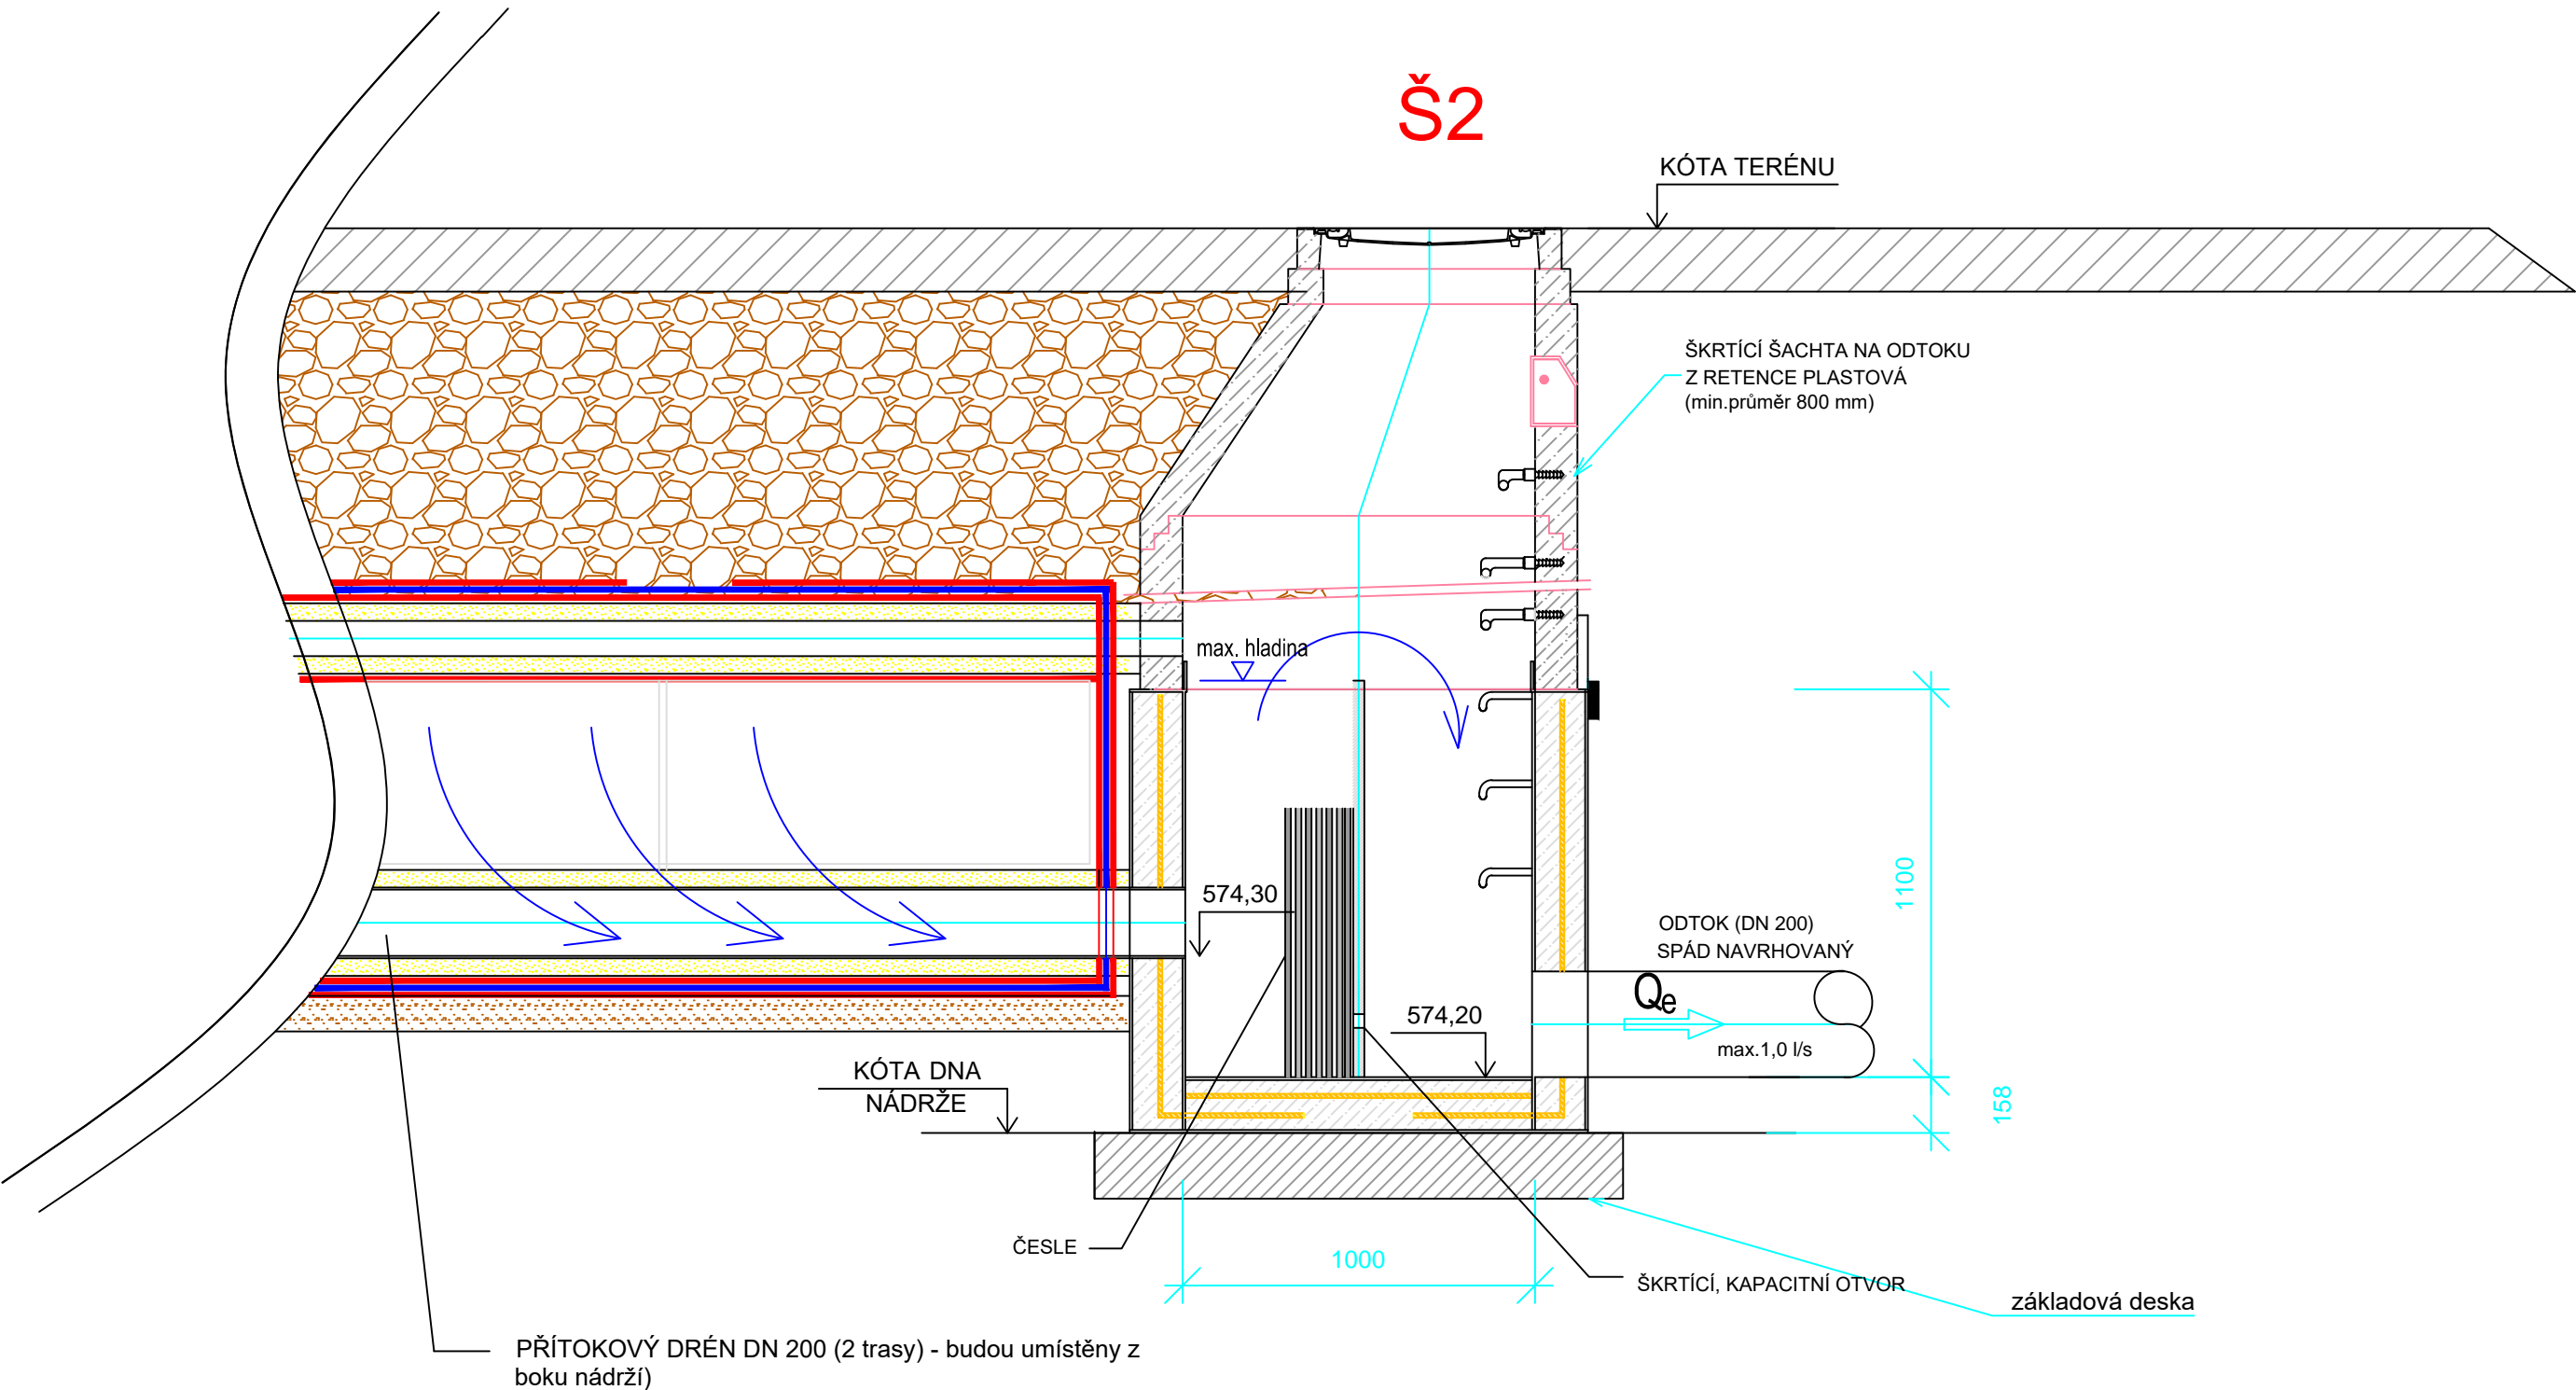 Š2
KÓTA TERÉNU
ŠKRTÍCÍ ŠACHTA NA ODTOKU
Z RETENCE PLASTOVÁ
(min.průměr 800 mm)
max. hladina
574,30
1100
ODTOK (DN 200)
SPÁD NAVRHOVANÝ
Qe
574,20
max.1,0 l/s
KÓTA DNA
NÁDRŽE
158
ČESLE
1000
ŠKRTÍCÍ, KAPACITNÍ OTVOR
základová deska
PŘÍTOKOVÝ DRÉN DN 200 (2 trasy) - budou umístěny z
boku nádrží)